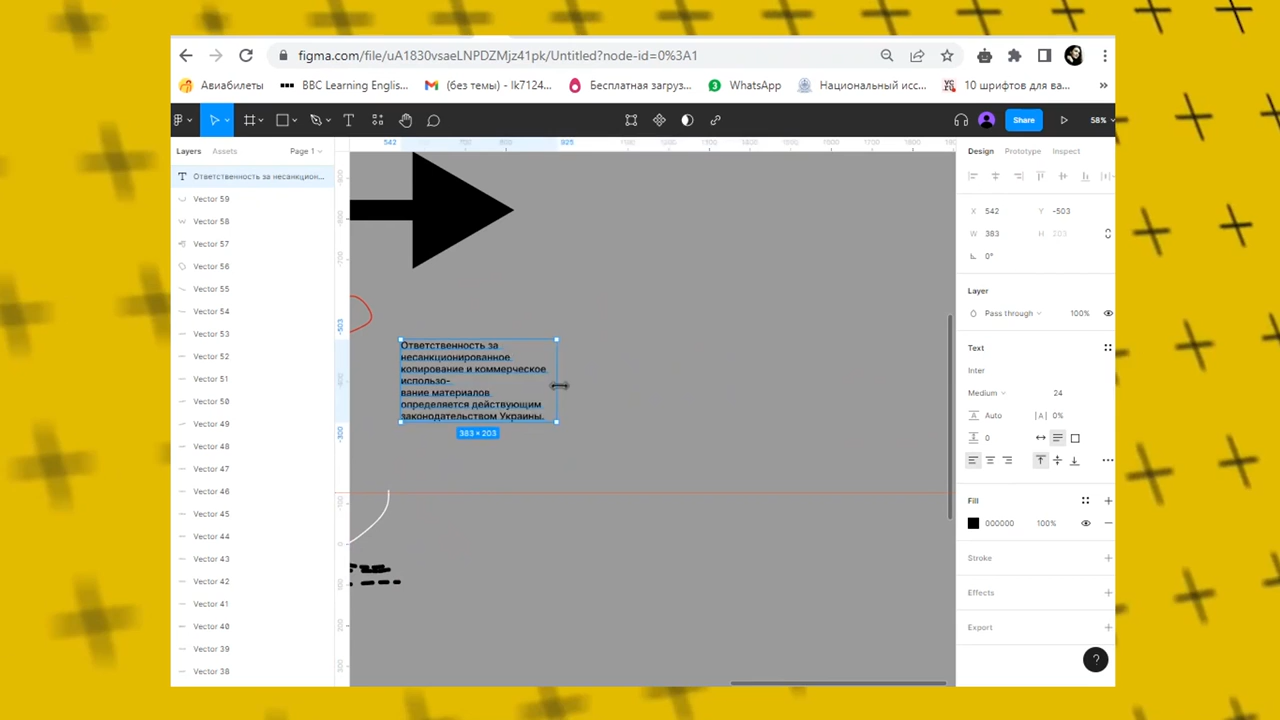 figma.com/file/uA1830vsaeLNPDZMjz41pk/Untitled?node-id=0%3A1
Авиабилеты
BBC Learning Englis...
(без темы) - lk7124...
Бесплатная загруз...
3 WhatsApp
Национальный иссл...
10 шрифтов для ва...
»
Share
58%
Layers
Assets
Page 1
542
925
Design
Prototype
Inspect
Ответственность за несанкцион...
Vector 59
Vector 58
Vector 57
Vector 56
Vector 55
Vector 54
Vector 53
Vector 52
Vector 51
Vector 50
Vector 49
Vector 48
Vector 47
Vector 46
Vector 45
Vector 44
Vector 43
Vector 42
Vector 41
Vector 40
Vector 39
Vector 38
Ответственность за
несанкционированное
копирование и коммерческое
использо-
вание материалов
определяется действующим
законодательством Украины.
383 × 203
X 542 Y -503
W 383 H 203
0°
Layer
Pass through 100%
Text
Inter
Medium 24
Auto 0%
0
Fill
000000 100%
Stroke
Effects
Export
?